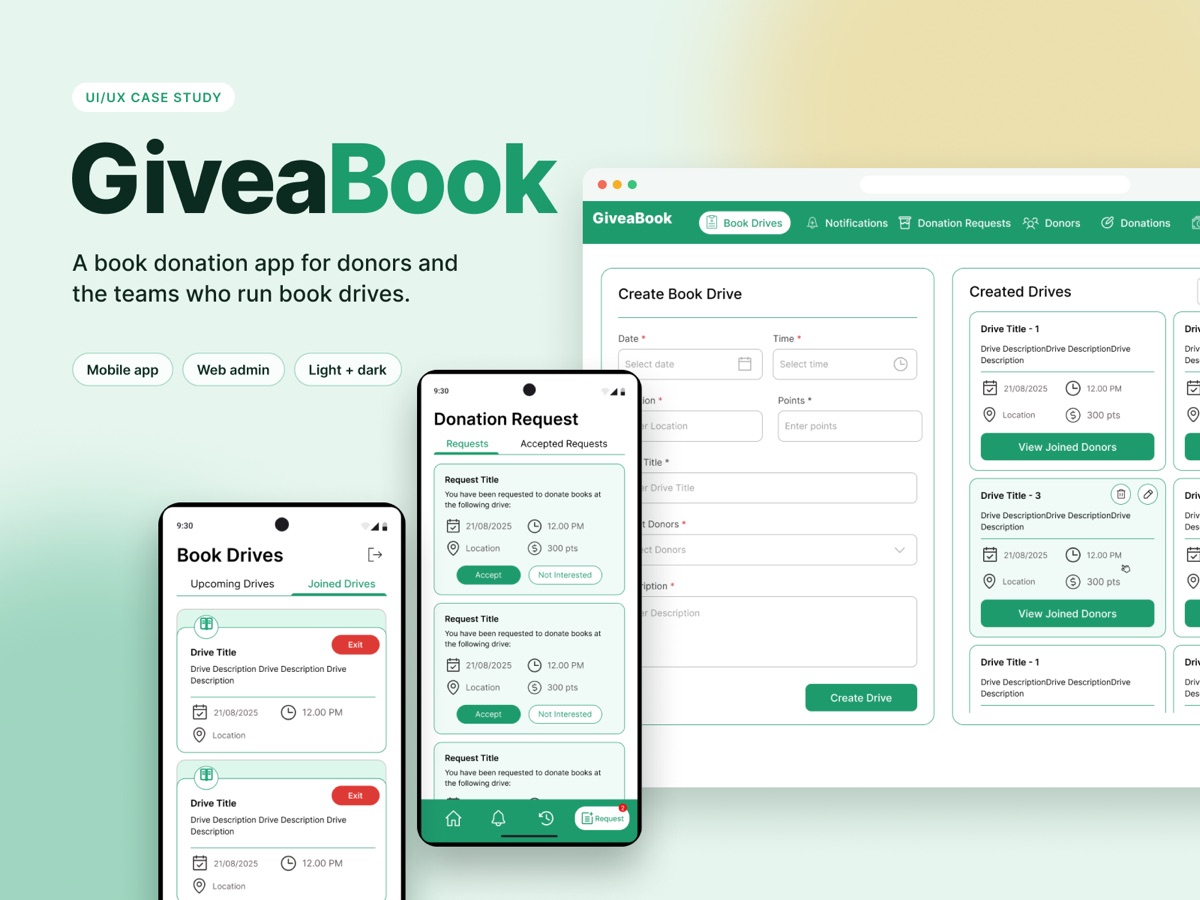 UI/UX CASE STUDY
GiveaBook
A book donation app for donors and
the teams who run book drives.
Mobile app
Web admin
Light + dark
GiveaBook
Book Drives
Notifications
Donation Requests
Donors
Donations
Create Book Drive
Date *
Time *
Select date
Select time
Points *
Location
Enter points
Title *
Drive Title
Donors *
Donors
Description
Create Drive
Created Drives
Drive Title - 1
Drive DescriptionDrive DescriptionDrive
Description
21/08/2025
12.00 PM
Location
300 pts
View Joined Donors
Drive Title - 3
Drive DescriptionDrive DescriptionDrive
Description
21/08/2025
12.00 PM
Location
300 pts
View Joined Donors
Drive Title - 1
Drive DescriptionDrive DescriptionDrive
Description
9:30
Donation Request
Requests
Accepted Requests
Request Title
You have been requested to donate books at
the following drive:
21/08/2025
12.00 PM
Location
300 pts
Accept
Not Interested
Request Title
You have been requested to donate books at
the following drive:
21/08/2025
12.00 PM
Location
300 pts
Accept
Not Interested
Request Title
You have been requested to donate books at
the following drive:
2
Request
9:30
Book Drives
Upcoming Drives
Joined Drives
Exit
Drive Title
Drive Description Drive Description Drive
Description
21/08/2025
12.00 PM
Location
Exit
Drive Title
Drive Description Drive Description Drive
Description
21/08/2025
12.00 PM
Location